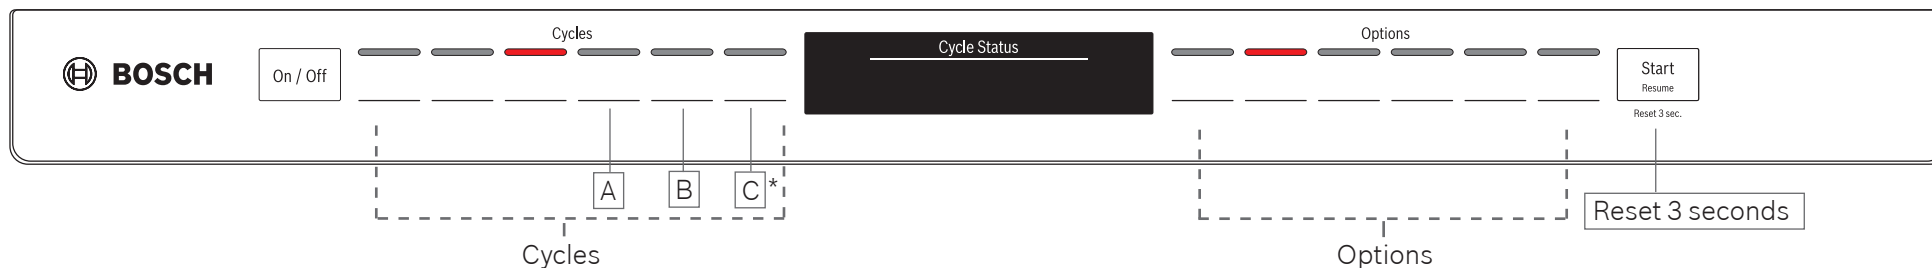 BOSCH
On / Off
Cycles
Cycle Status
Options
Start
Resume
Reset 3 sec.
A
B
C *
Reset 3 seconds
Cycles
Options